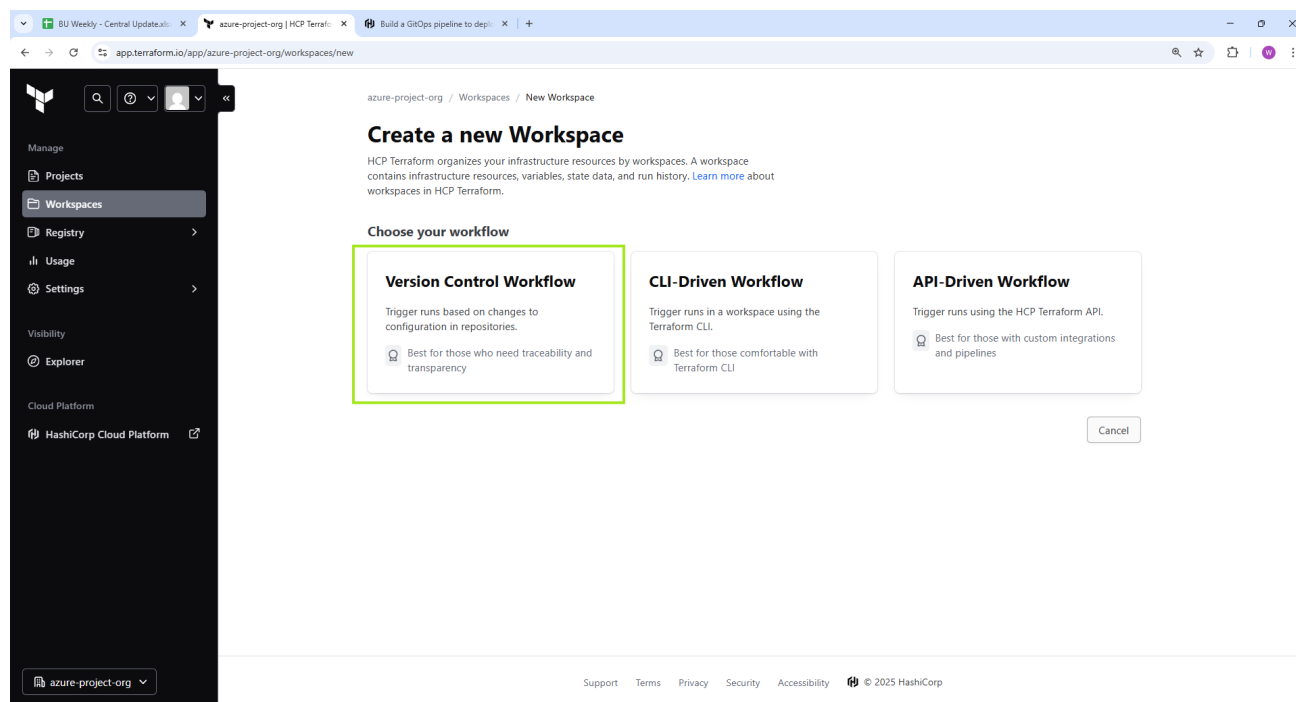 BU Weekly - Central Update.xls
azure-project-org | HCP Terrafo
Build a GitOps pipeline to deplo
app.terraform.io/app/azure-project-org/workspaces/new
W
Manage
Projects
Workspaces
Registry
Usage
Settings
Visibility
Explorer
Cloud Platform
HashiCorp Cloud Platform
azure-project-org
azure-project-org / Workspaces / New Workspace
Create a new Workspace
HCP Terraform organizes your infrastructure resources by workspaces. A workspace
contains infrastructure resources, variables, state data, and run history. Learn more about
workspaces in HCP Terraform.
Choose your workflow
Version Control Workflow
Trigger runs based on changes to
configuration in repositories.
Best for those who need traceability and
transparency
CLI-Driven Workflow
Trigger runs in a workspace using the
Terraform CLI.
Best for those comfortable with
Terraform CLI
API-Driven Workflow
Trigger runs using the HCP Terraform API.
Best for those with custom integrations
and pipelines
Cancel
Support Terms Privacy Security Accessibility © 2025 HashiCorp